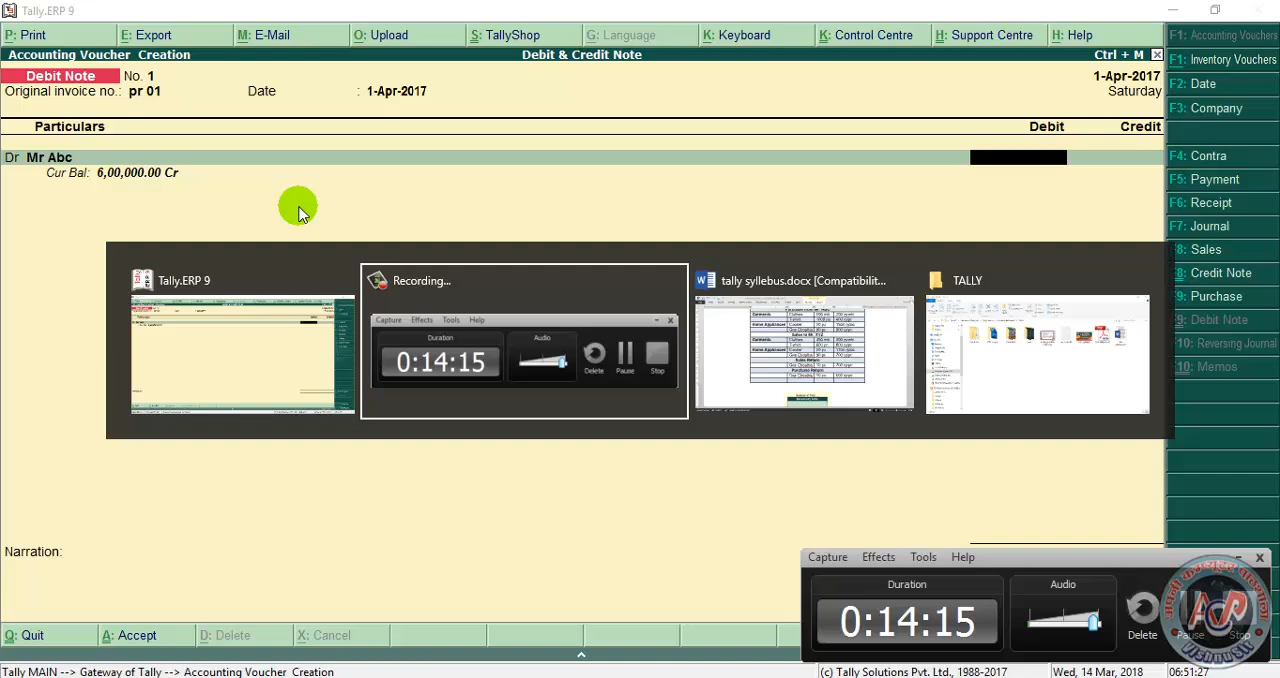 Tally.ERP 9
P: Print E: Export M: E-Mail O: Upload S: TallyShop G: Language K: Keyboard K: Control Centre H: Support Centre H: Help
Accounting Voucher Creation Debit & Credit Note Ctrl + M
Debit Note No. 1 1-Apr-2017
Original invoice no.: pr 01 Date : 1-Apr-2017 Saturday
Particulars Debit Credit
Dr Mr Abc
Cur Bal: 6,00,000.00 Cr
F1: Accounting Vouchers
F1: Inventory Vouchers
F2: Date
F3: Company
F4: Contra
F5: Payment
F6: Receipt
F7: Journal
F8: Sales
F8: Credit Note
F9: Purchase
9: Debit Note
10: Reversing Journal
10: Memos
Tally.ERP 9
Recording...
Capture Effects Tools Help
Duration Audio
0:14:15
Delete Pause Stop
tally syllebus.docx [Compatibilit...
TALLY
Narration:
Capture Effects Tools Help
Duration Audio
0:14:15
Delete Pause Stop
Q: Quit A: Accept D: Delete X: Cancel
Tally MAIN --> Gateway of Tally --> Accounting Voucher Creation (c) Tally Solutions Pvt. Ltd., 1988-2017 Wed, 14 Mar, 2018 06:51:27